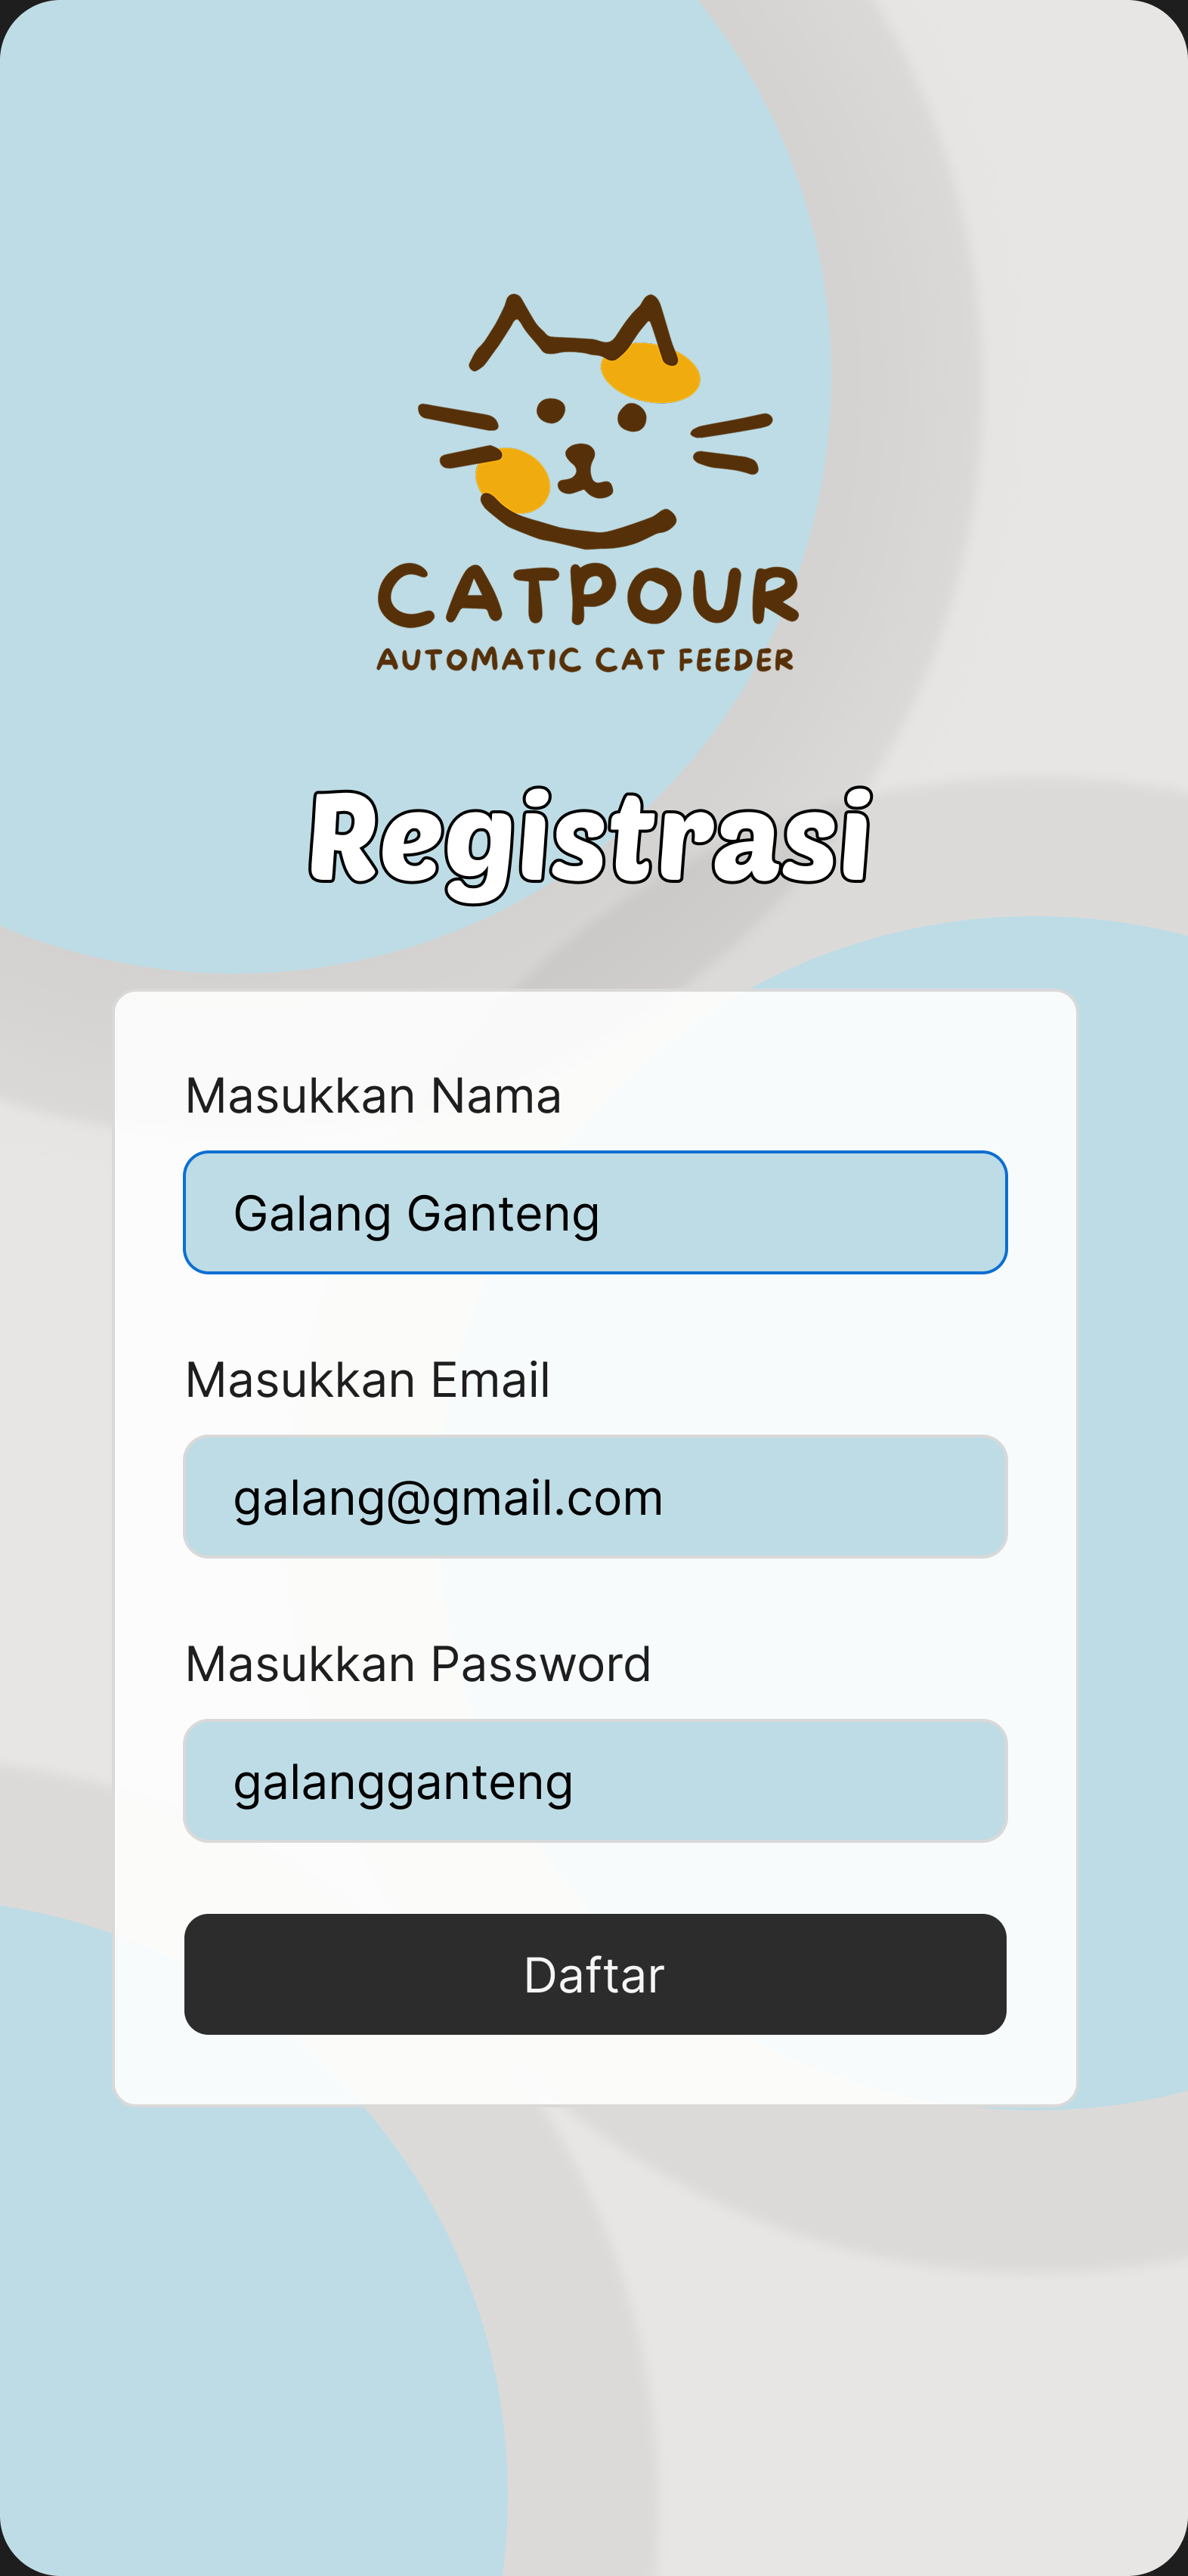 CATPOUR
AUTOMATIC CAT FEEDER
Registrasi
Masukkan Nama
Galang Ganteng
Masukkan Email
galang@gmail.com
Masukkan Password
galangganteng
Daftar